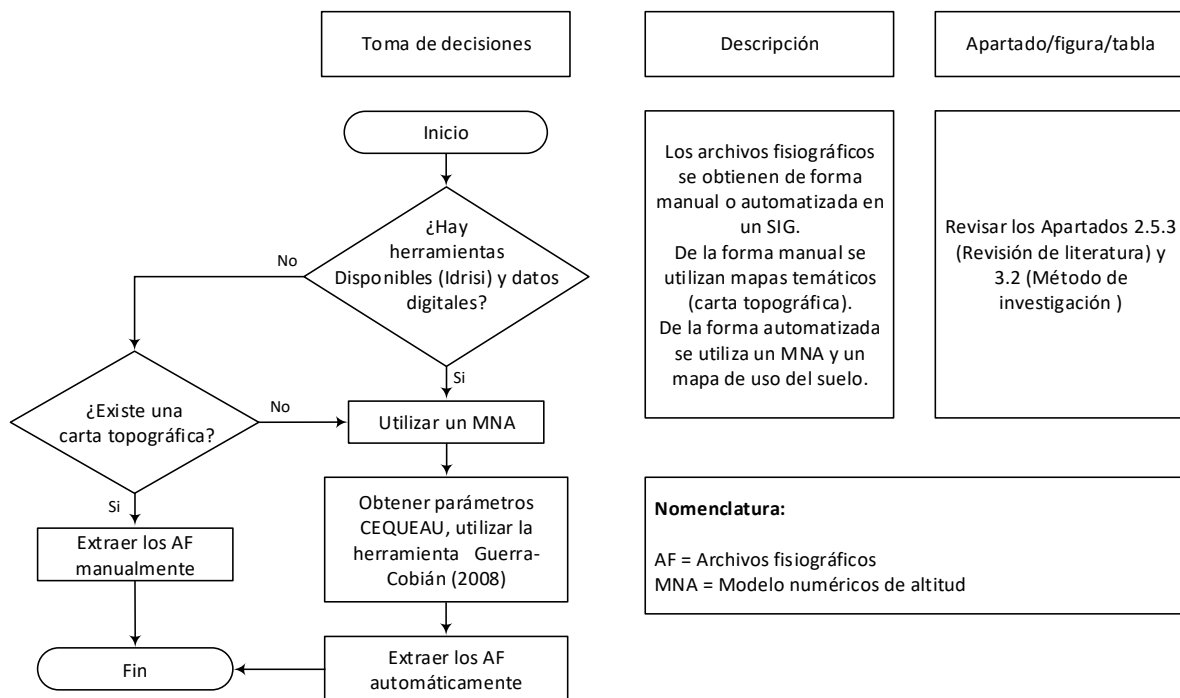 Toma de decisiones
Descripción
Apartado/figura/tabla
Inicio
¿Hay
herramientas
Disponibles (Idrisi) y datos
digitales?
No
Si
¿Existe una
carta topográfica?
No
Si
Utilizar un MNA
Extraer los AF
manualmente
Obtener parámetros
CEQUEAU, utilizar la
herramienta Guerra-
Cobián (2008)
Fin
Extraer los AF
automáticamente
Los archivos fisiográficos
se obtienen de forma
manual o automatizada en
un SIG.
De la forma manual se
utilizan mapas temáticos
(carta topográfica).
De la forma automatizada
se utiliza un MNA y un
mapa de uso del suelo.
Revisar los Apartados 2.5.3
(Revisión de literatura) y
3.2 (Método de
investigación )
Nomenclatura:
AF = Archivos fisiográficos
MNA = Modelo numéricos de altitud